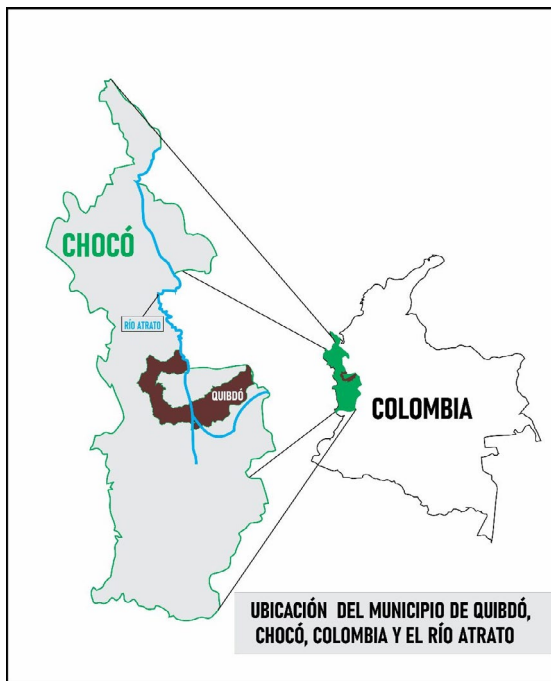 CHOCÓ
RÍO ATRATO
QUIBDÓ
COLOMBIA
UBICACIÓN DEL MUNICIPIO DE QUIBDÓ,
CHOCÓ, COLOMBIA Y EL RÍO ATRATO